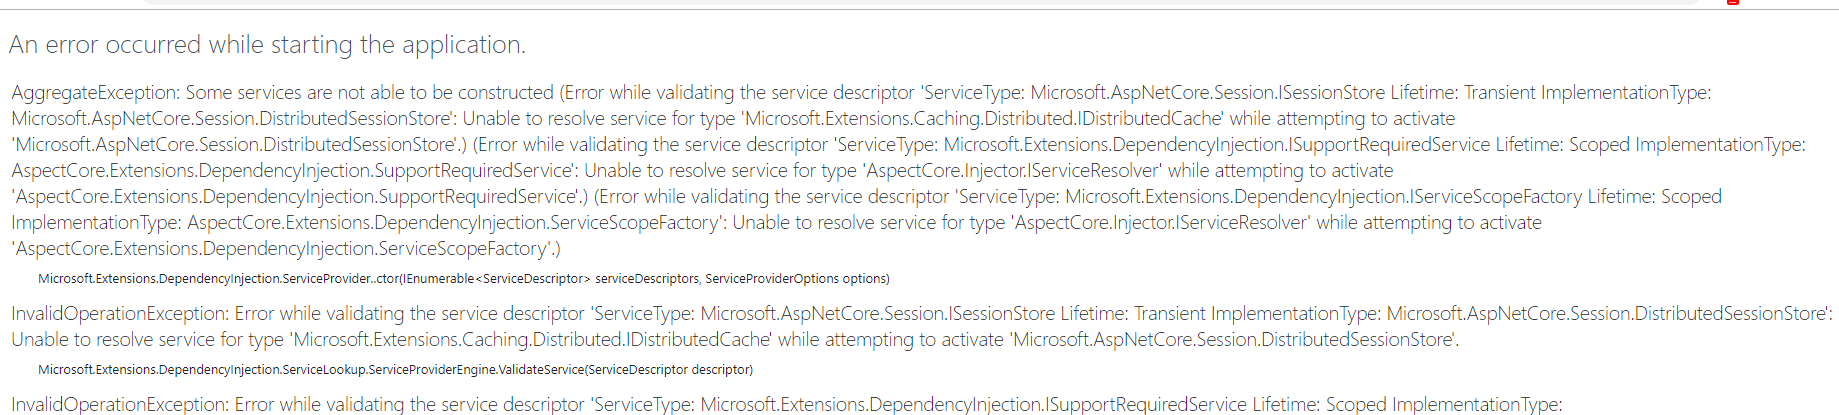 An error occurred while starting the application.
AggregateException: Some services are not able to be constructed (Error while validating the service descriptor 'ServiceType: Microsoft.AspNetCore.Session.ISessionStore Lifetime: Transient ImplementationType:
Microsoft.AspNetCore.Session.DistributedSessionStore': Unable to resolve service for type 'Microsoft.Extensions.Caching.Distributed.IDistributedCache' while attempting to activate
'Microsoft.AspNetCore.Session.DistributedSessionStore'.) (Error while validating the service descriptor 'ServiceType: Microsoft.Extensions.DependencyInjection.ISupportRequiredService Lifetime: Scoped ImplementationType:
AspectCore.Extensions.DependencyInjection.SupportRequiredService': Unable to resolve service for type 'AspectCore.Injector.IServiceResolver' while attempting to activate
'AspectCore.Extensions.DependencyInjection.SupportRequiredService'.) (Error while validating the service descriptor 'ServiceType: Microsoft.Extensions.DependencyInjection.IServiceScopeFactory Lifetime: Scoped
ImplementationType: AspectCore.Extensions.DependencyInjection.ServiceScopeFactory': Unable to resolve service for type 'AspectCore.Injector.IServiceResolver' while attempting to activate
'AspectCore.Extensions.DependencyInjection.ServiceScopeFactory'.)
Microsoft.Extensions.DependencyInjection.ServiceProvider..ctor(IEnumerable<ServiceDescriptor> serviceDescriptors, ServiceProviderOptions options)
InvalidOperationException: Error while validating the service descriptor 'ServiceType: Microsoft.AspNetCore.Session.ISessionStore Lifetime: Transient ImplementationType: Microsoft.AspNetCore.Session.DistributedSessionStore':
Unable to resolve service for type 'Microsoft.Extensions.Caching.Distributed.IDistributedCache' while attempting to activate 'Microsoft.AspNetCore.Session.DistributedSessionStore'.
Microsoft.Extensions.DependencyInjection.ServiceLookup.ServiceProviderEngine.ValidateService(ServiceDescriptor descriptor)
InvalidOperationException: Error while validating the service descriptor 'ServiceType: Microsoft.Extensions.DependencyInjection.ISupportRequiredService Lifetime: Scoped ImplementationType: